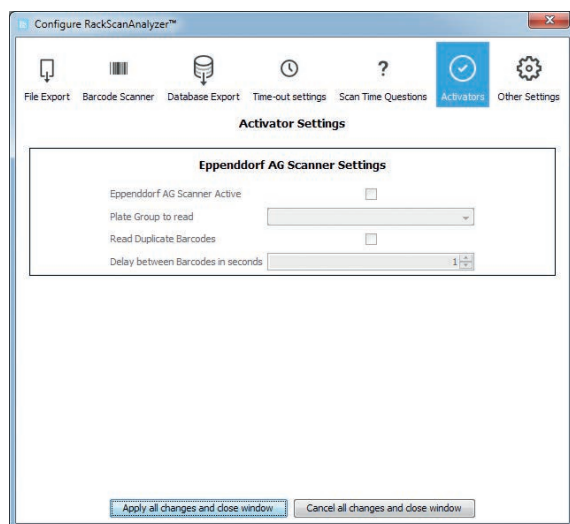 Configure RackScanAnalyzer™
File Export Barcode Scanner Database Export Time-out settings Scan Time Questions Activators Other Settings
Activator Settings
Eppenddorf AG Scanner Settings
Eppenddorf AG Scanner Active
Plate Group to read
Read Duplicate Barcodes
Delay between Barcodes in seconds 1
Apply all changes and close window Cancel all changes and close window